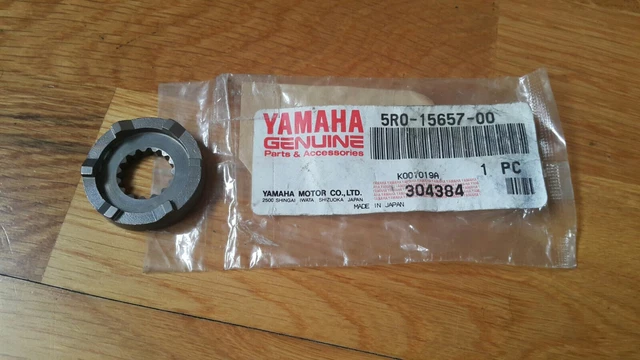 YAMAHA
GENUINE
Parts & Accessories
YAMAHA MOTOR CO., LTD.
2500 SHINGAI IWATA SHIZUOKA JAPAN
5R0-15657-00
K001019A
1 PC
304384
MADE IN JAPAN